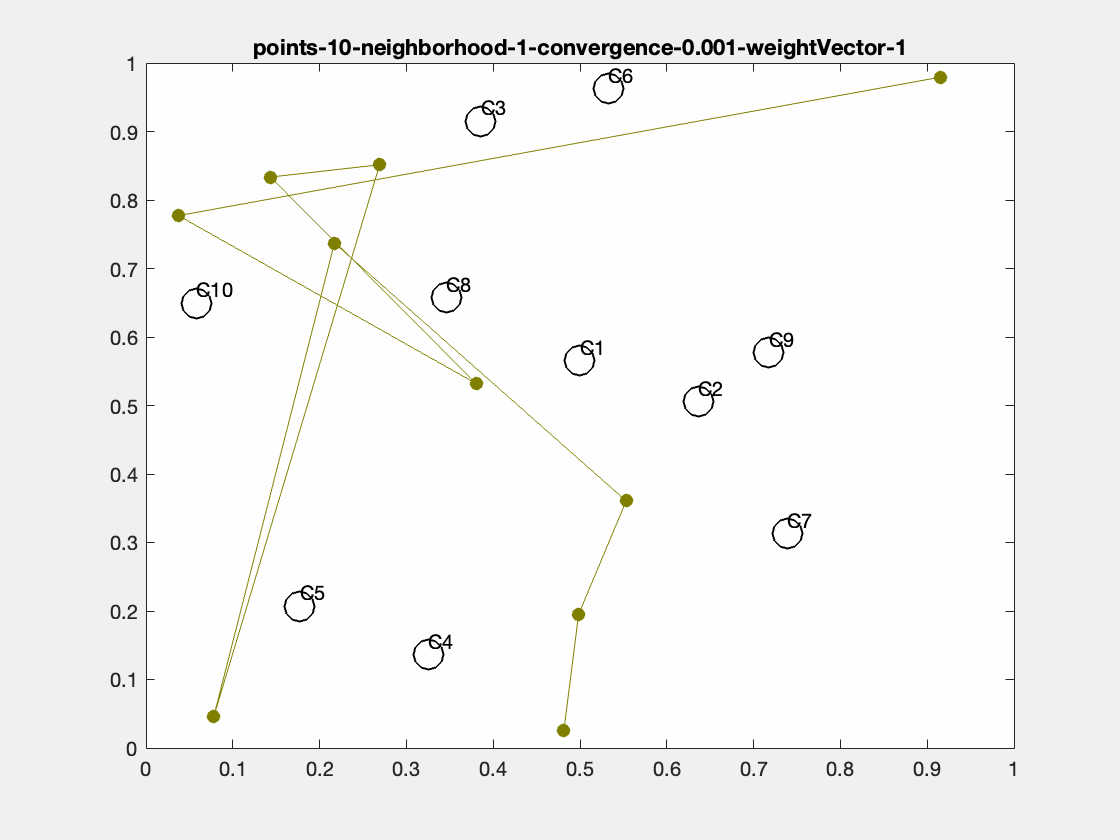 points-10-neighborhood-1-convergence-0.001-weightVector-1
1
C6
C3
0.9
0.8
0.7
C10
C8
0.6
C1
C9
0.5
C2
0.4
C7
0.3
C5
0.2
C4
0.1
0
0 0.1 0.2 0.3 0.4 0.5 0.6 0.7 0.8 0.9 1